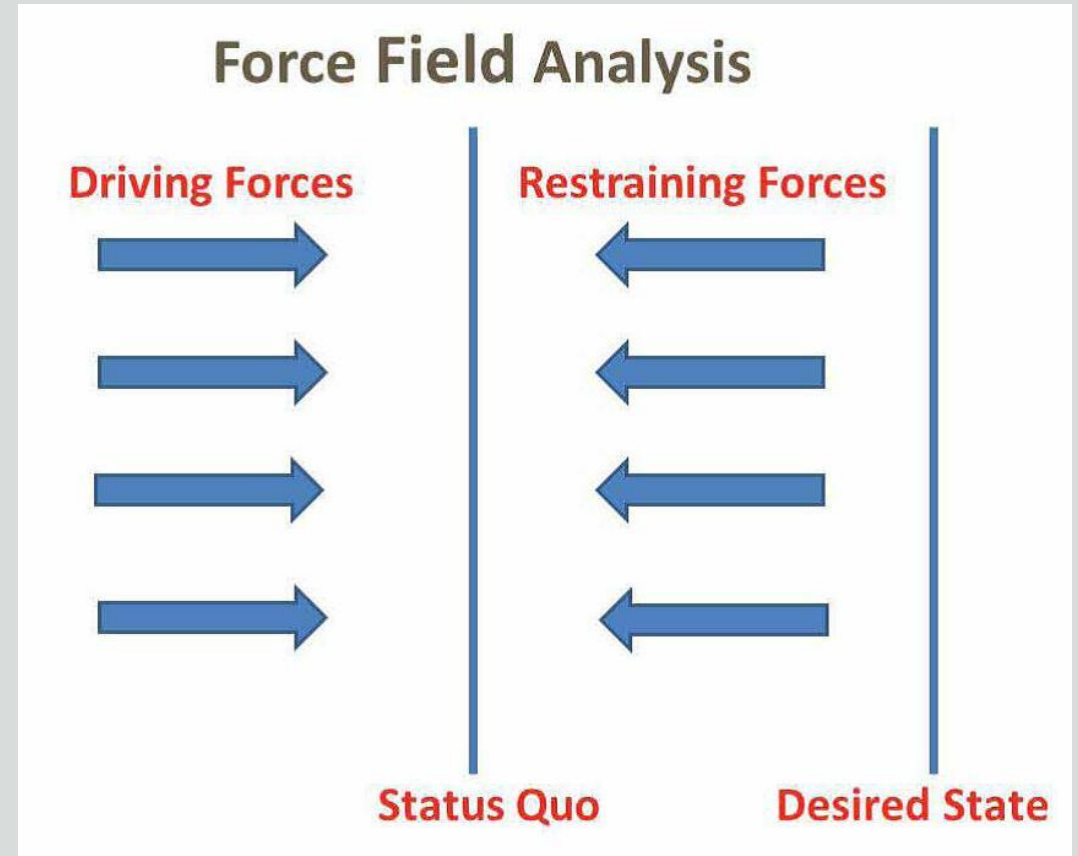 Force Field Analysis
Driving Forces
Restraining Forces
Status Quo
Desired State